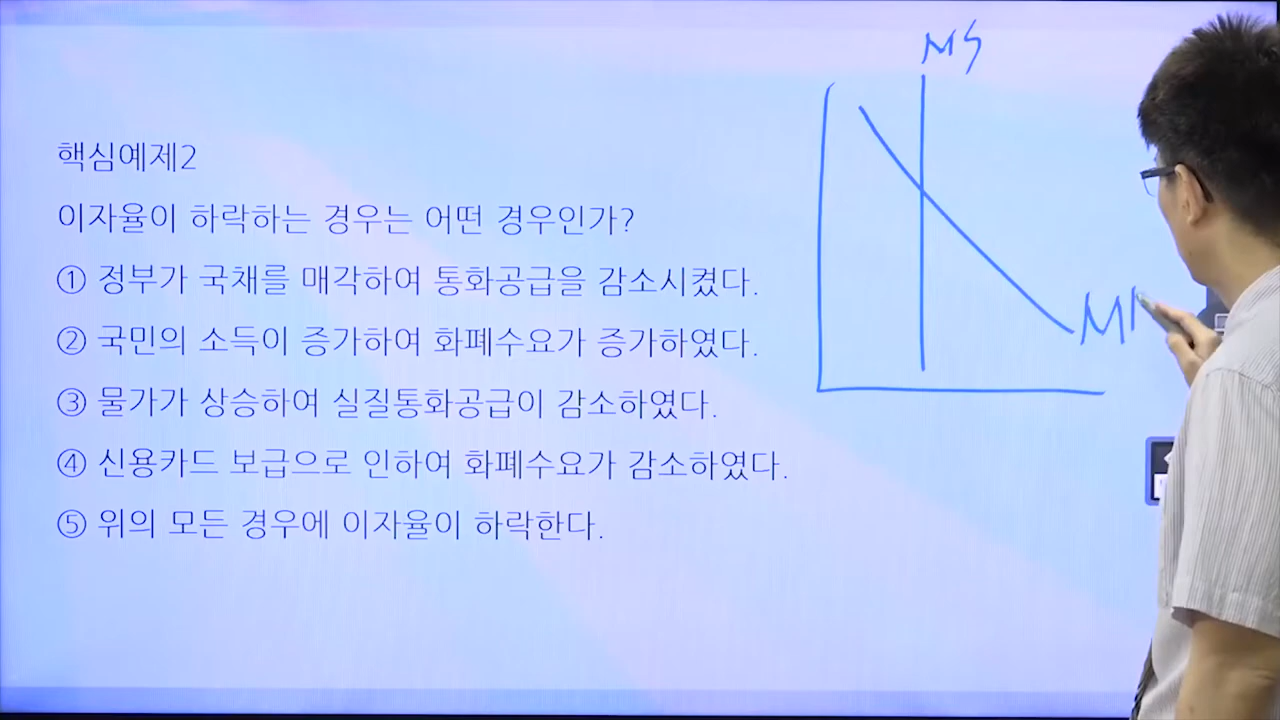 핵심예제2
이자율이 하락하는 경우는 어떤 경우인가?
① 정부가 국채를 매각하여 통화공급을 감소시켰다.
② 국민의 소득이 증가하여 화폐수요가 증가하였다.
③ 물가가 상승하여 실질통화공급이 감소하였다.
④ 신용카드 보급으로 인하여 화폐수요가 감소하였다.
⑤ 위의 모든 경우에 이자율이 하락한다.
MS